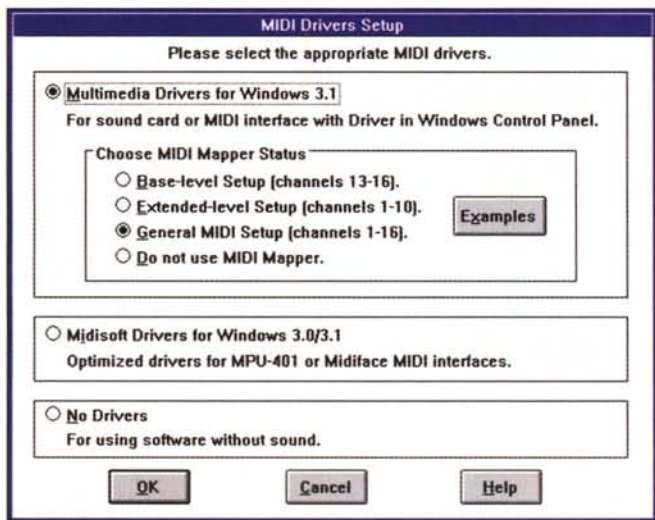 MIDI Drivers Setup
Please select the appropriate MIDI drivers.
Multimedia Drivers for Windows 3.1
For sound card or MIDI interface with Driver in Windows Control Panel.
Choose MIDI Mapper Status
Base-level Setup (channels 13-16).
Extended-level Setup (channels 1-10).
General MIDI Setup (channels 1-16).
Do not use MIDI Mapper.
Examples
Midisoft Drivers for Windows 3.0/3.1
Optimized drivers for MPU-401 or Midiface MIDI interfaces.
No Drivers
For using software without sound.
OK
Cancel
Help